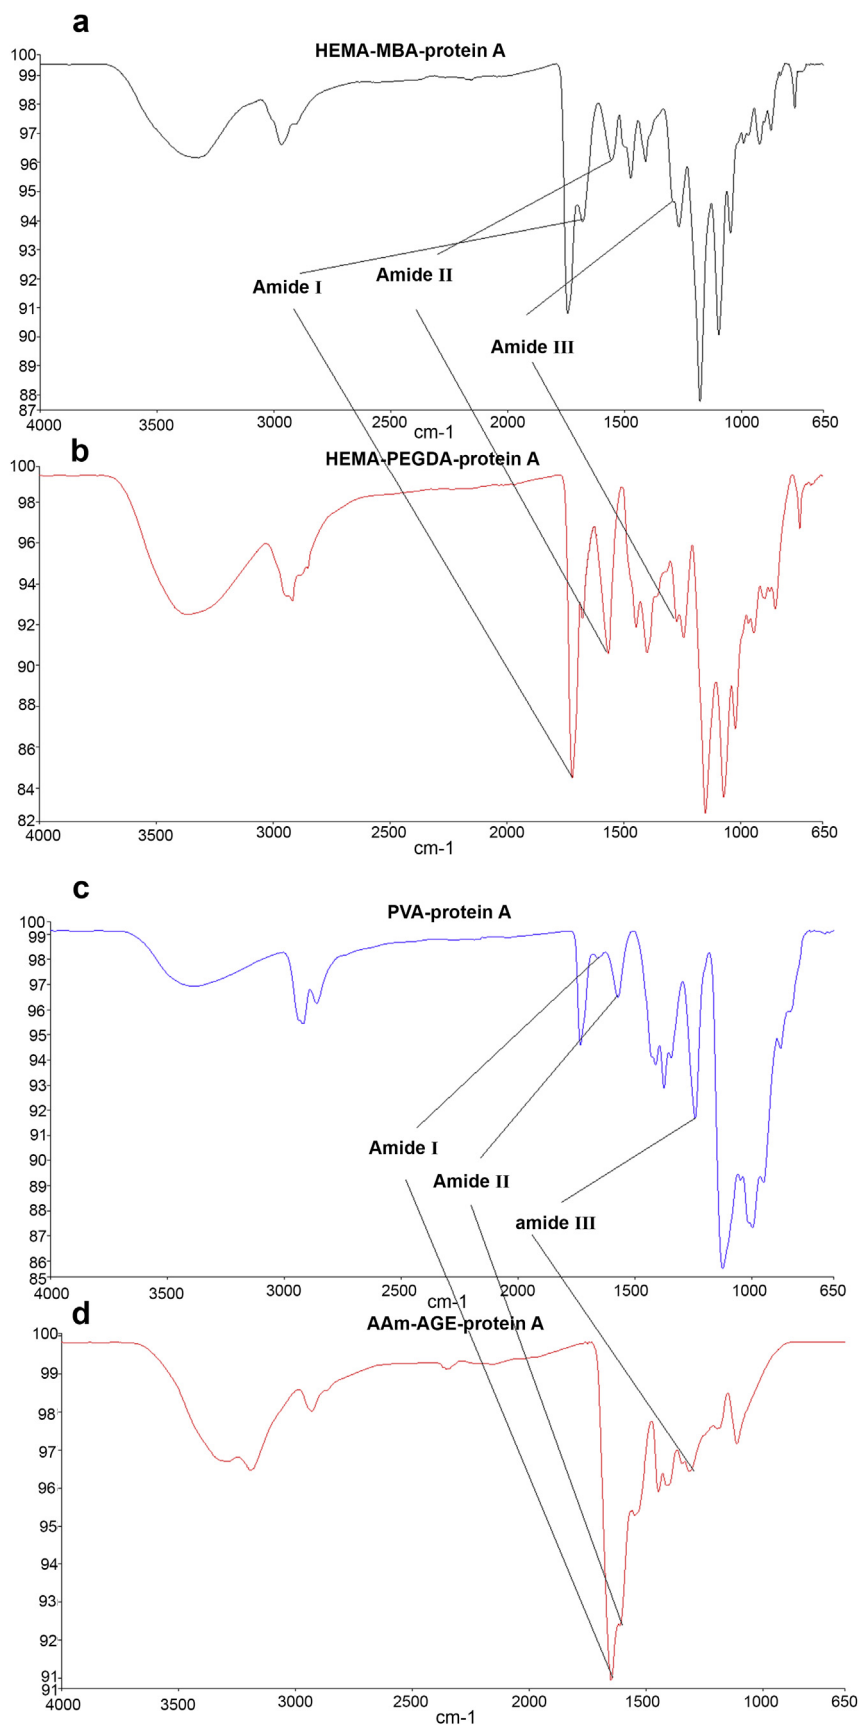 a
HEMA-MBA-protein A
100
99
98
97
96
95
94
93
92
91
90
89
88
87
Amide I
Amide II
Amide III
4000 3500 3000 2500 2000 1500 1000 650
cm-1
b
HEMA-PEGDA-protein A
100
98
96
94
92
90
88
86
84
82
4000 3500 3000 2500 2000 1500 1000 650
cm-1
c
PVA-protein A
100
99
98
97
96
95
94
93
92
91
90
89
88
87
86
85
Amide I
Amide II
amide III
4000 3500 3000 2500 2000 1500 1000 650
cm-1
d
AAm-AGE-protein A
100
99
98
97
96
95
94
93
92
91
91
4000 3500 3000 2500 2000 1500 1000 650
cm-1